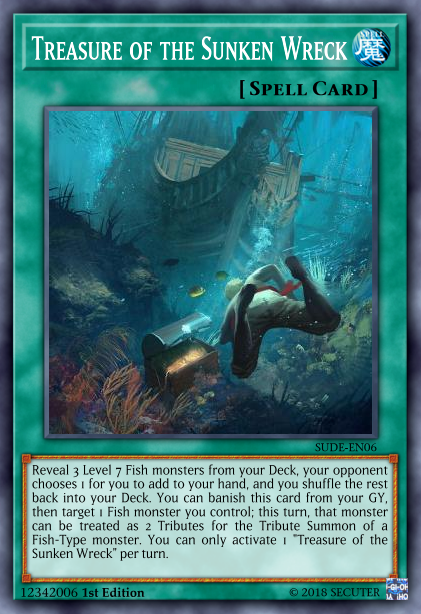 TREASURE OF THE SUNKEN WRECK 魔
[ SPELL CARD ]
SUDE-EN06
Reveal 3 Level 7 Fish monsters from your Deck, your opponent
chooses 1 for you to add to your hand, and you shuffle the rest
back into your Deck. You can banish this card from your GY,
then target 1 Fish monster you control; this turn, that monster
can be treated as 2 Tributes for the Tribute Summon of a
Fish-Type monster. You can only activate 1 "Treasure of the
Sunken Wreck" per turn.
12342006 1st Edition © 2018 SECUTER